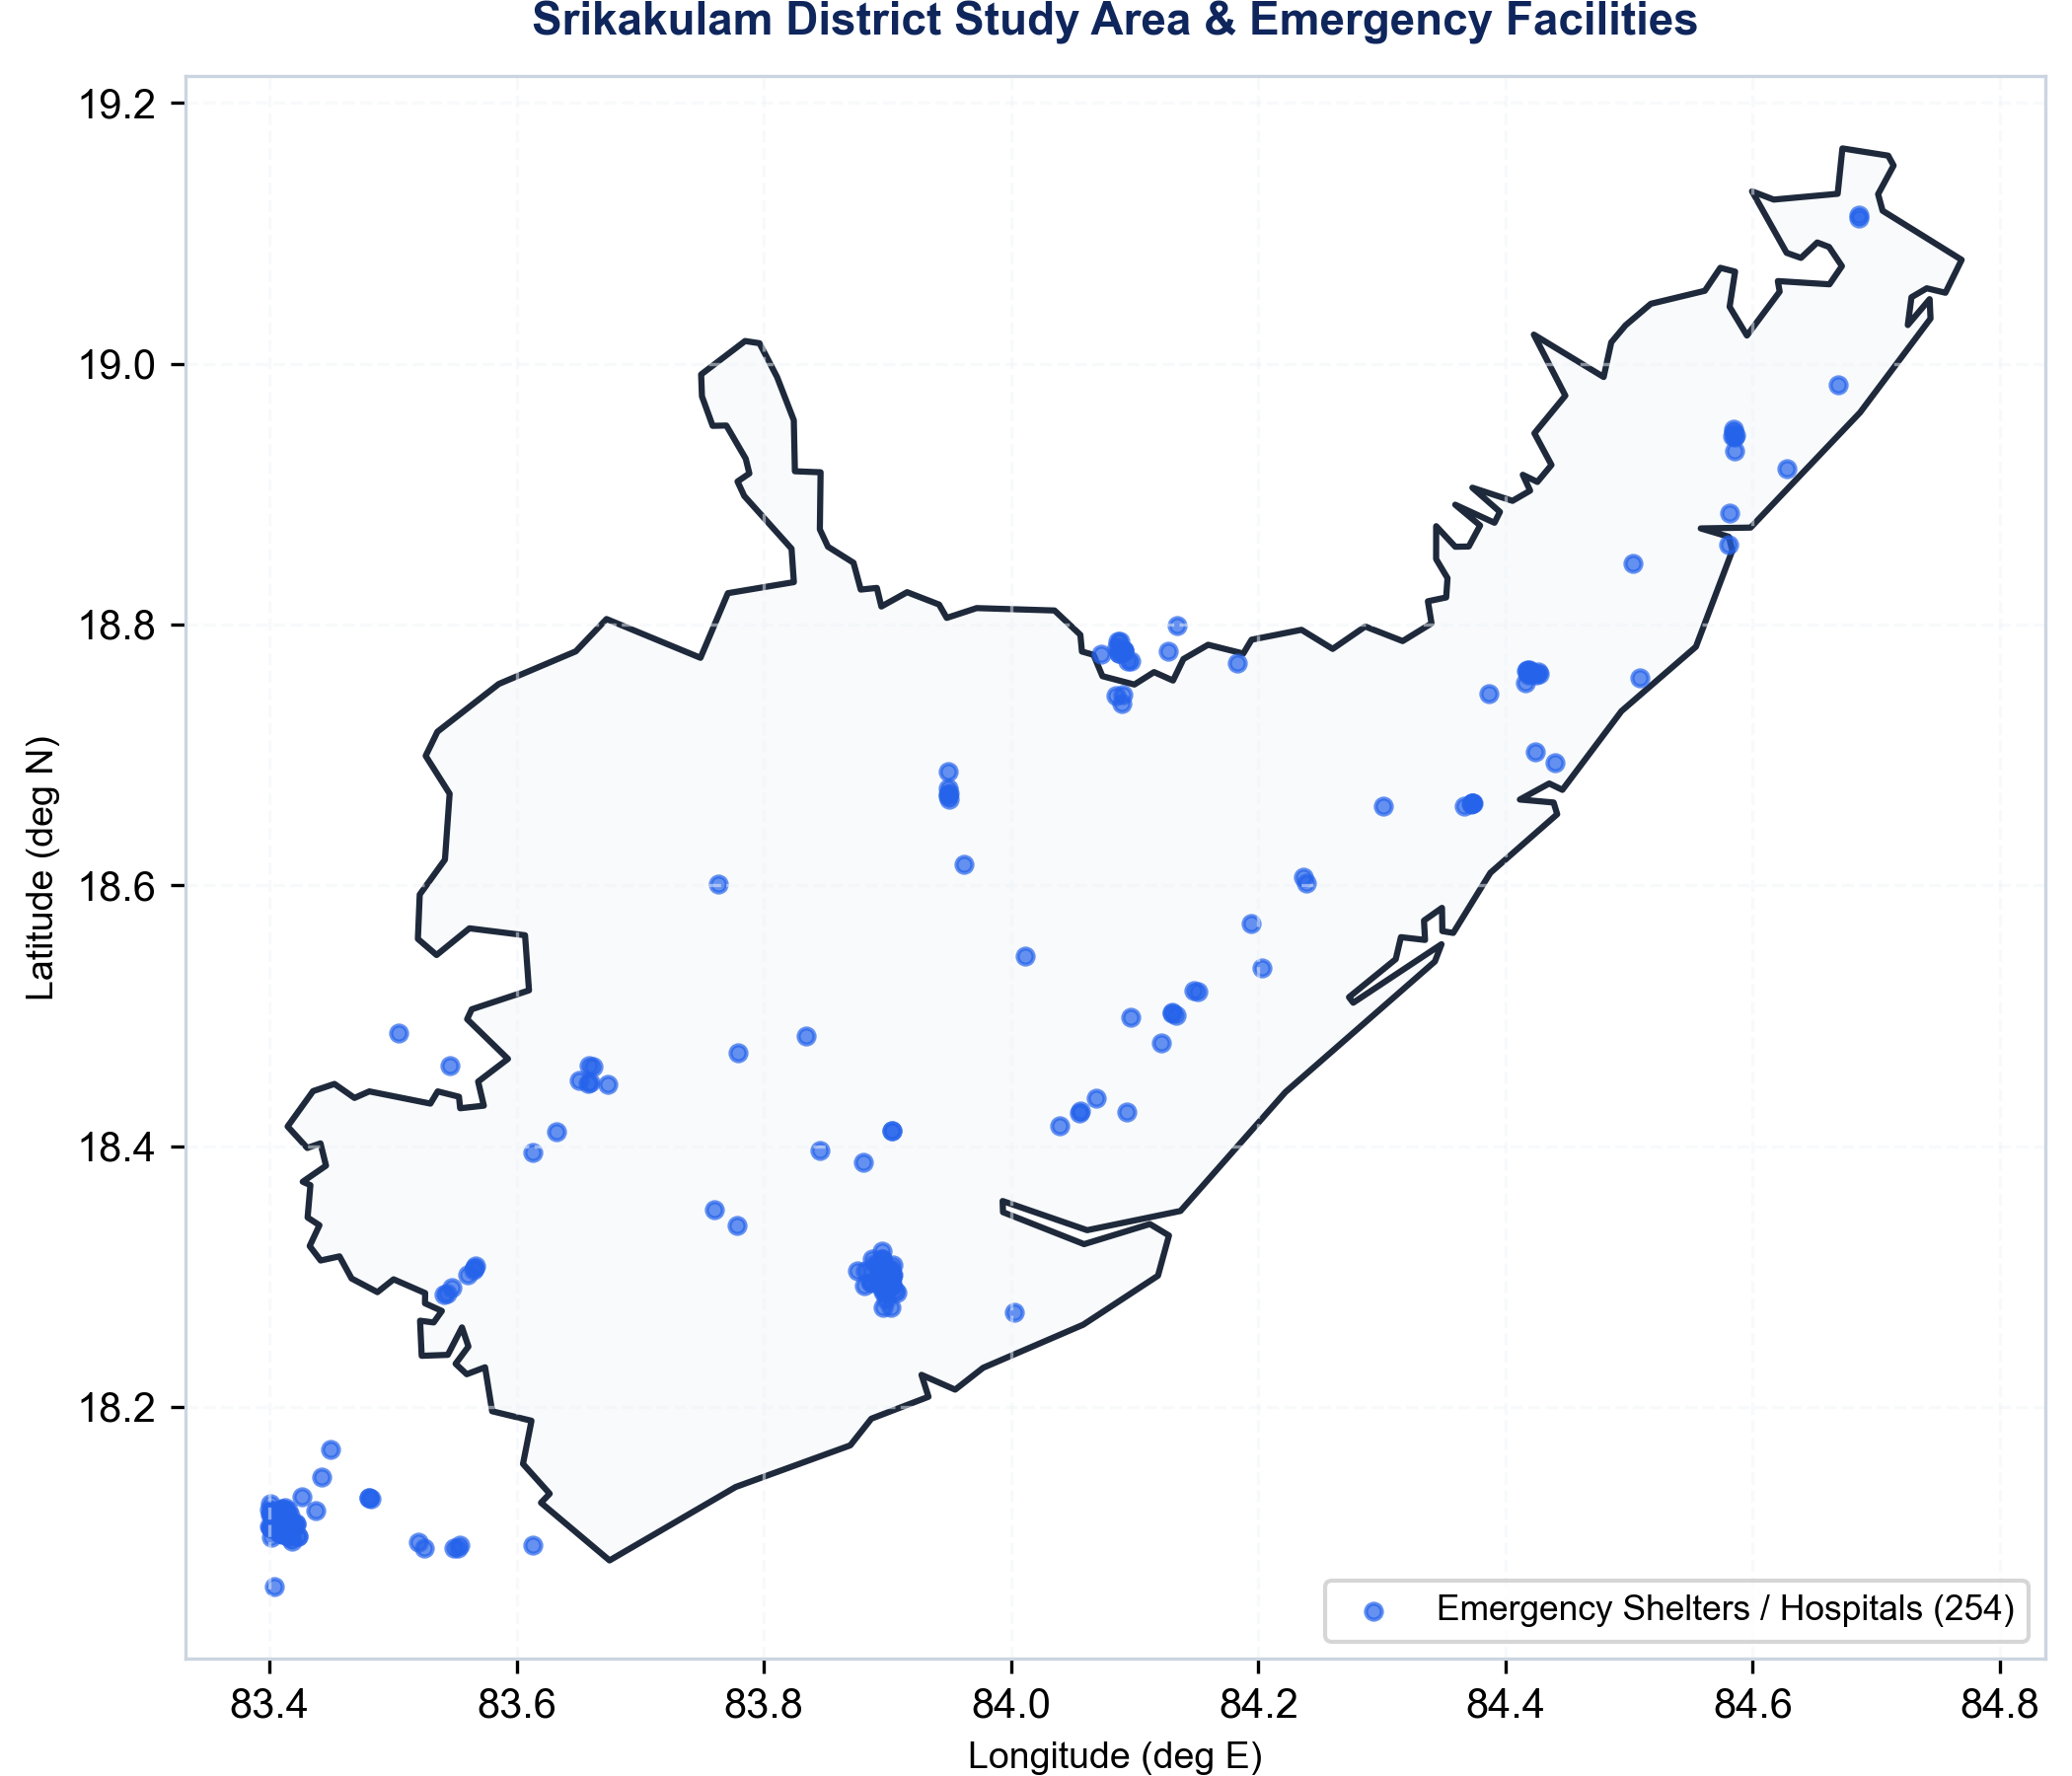 Srikakulam District Study Area & Emergency Facilities
19.2
19.0
18.8
18.6
18.4
18.2
Latitude (deg N)
Emergency Shelters / Hospitals (254)
83.4 83.6 83.8 84.0 84.2 84.4 84.6 84.8
Longitude (deg E)